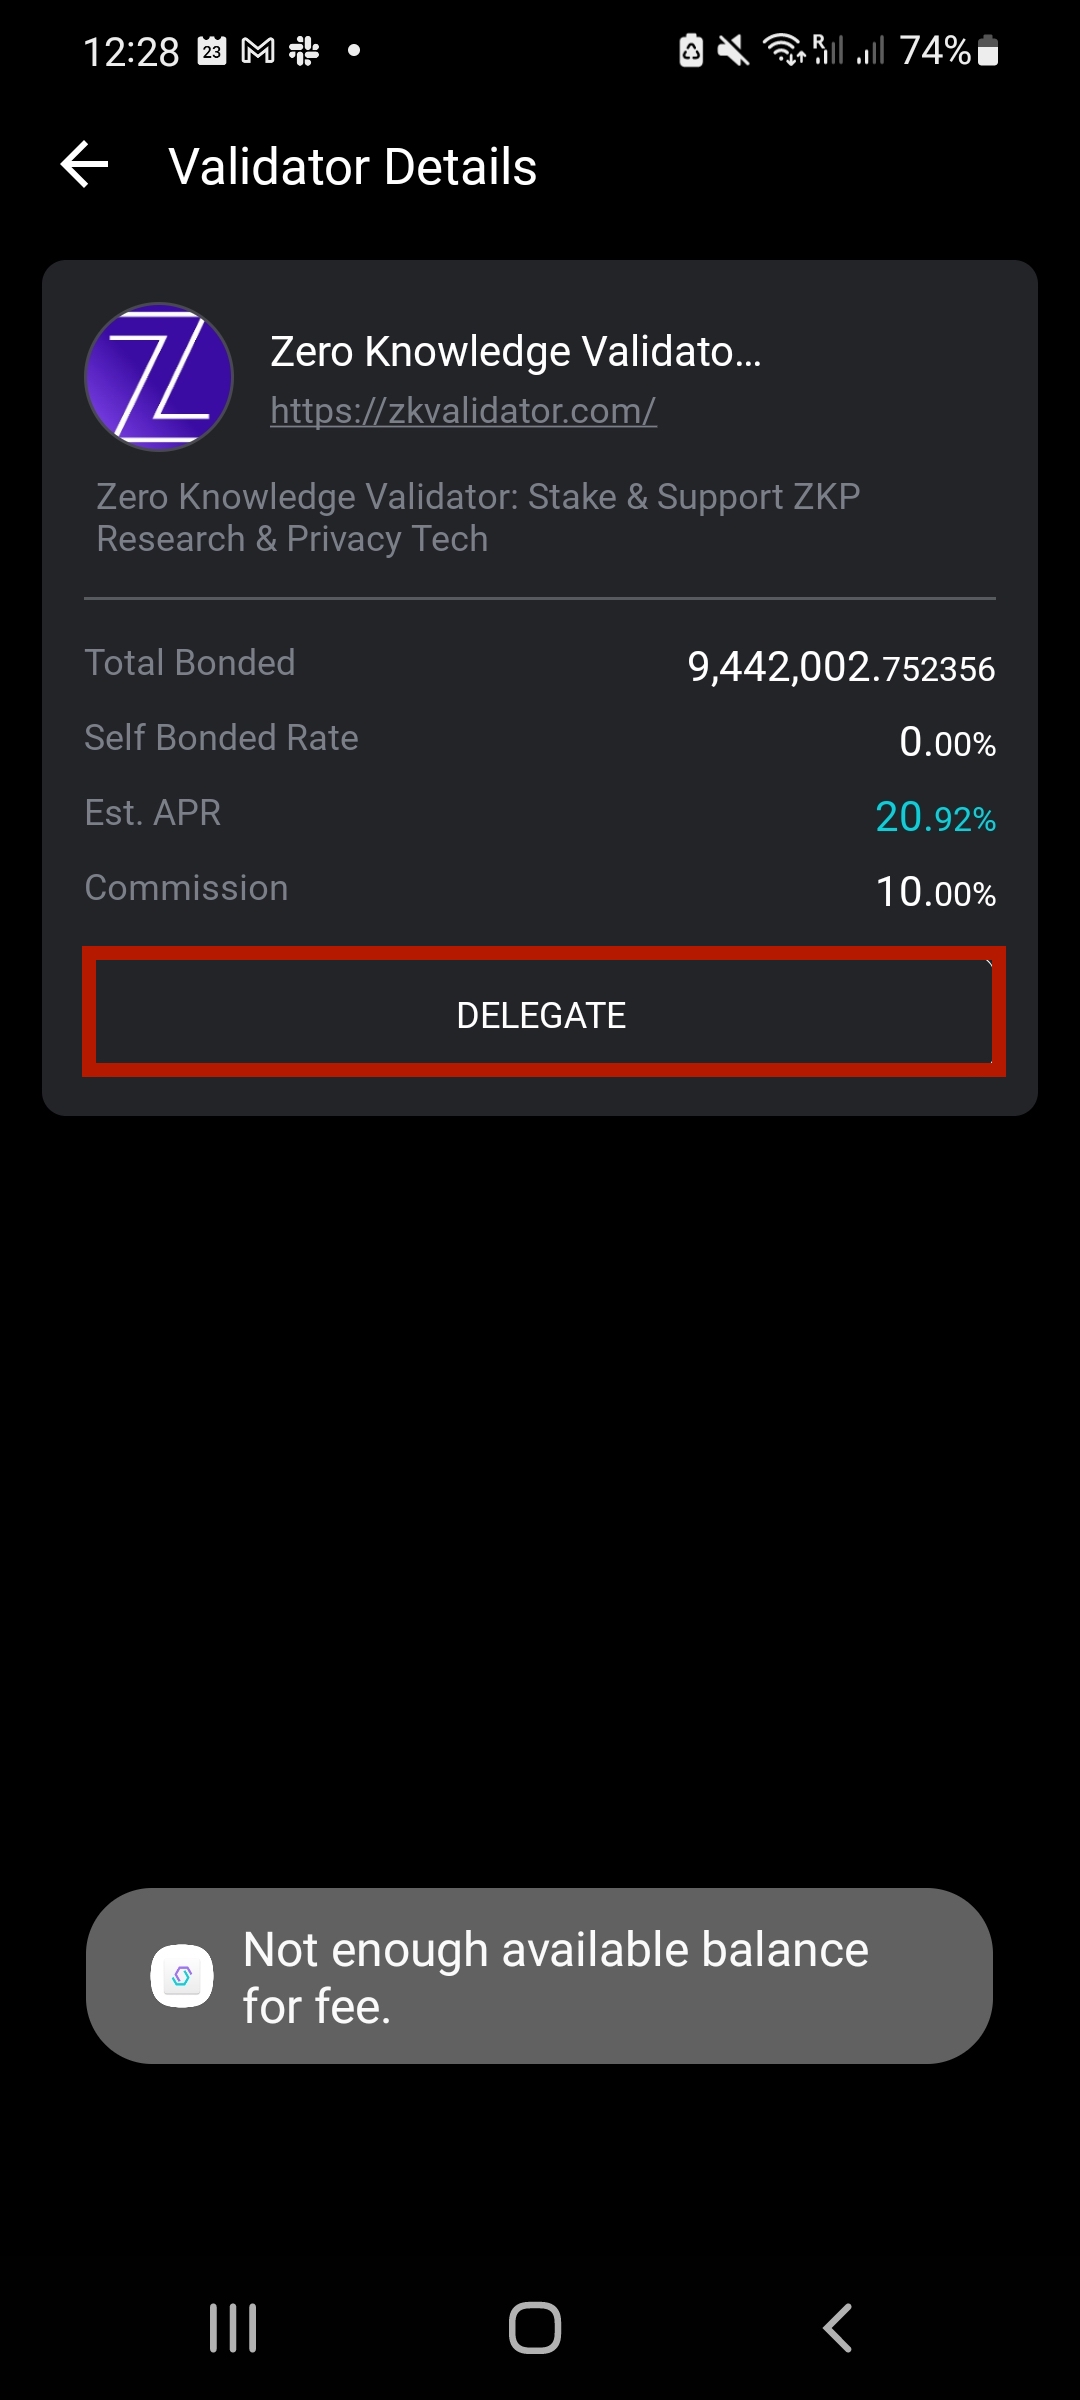 12:28 23 R 74%
Validator Details
Zero Knowledge Validato...
https://zkvalidator.com/
Zero Knowledge Validator: Stake & Support ZKP
Research & Privacy Tech
Total Bonded 9,442,002.752356
Self Bonded Rate 0.00%
Est. APR 20.92%
Commission 10.00%
DELEGATE
Not enough available balance
for fee.